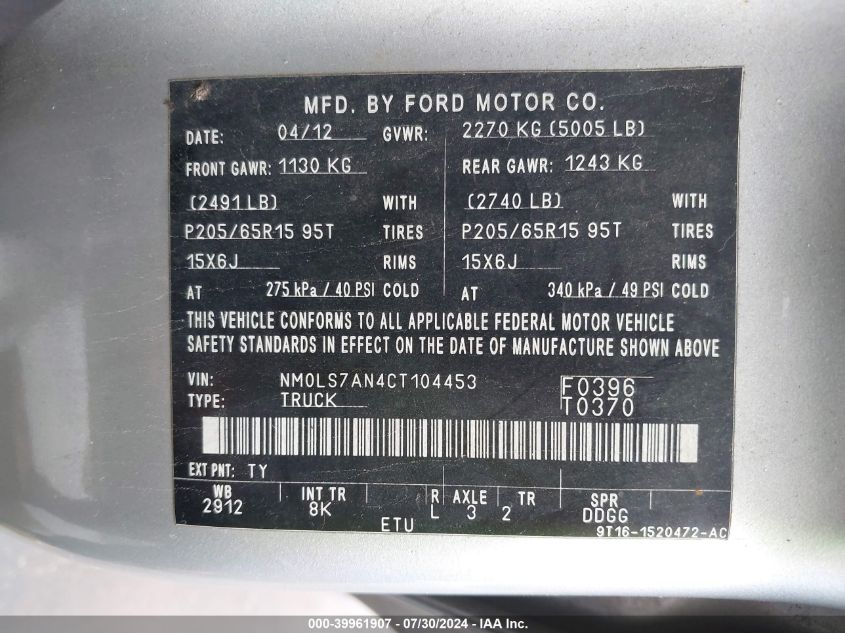 MFD. BY FORD MOTOR CO.
DATE: 04/12 GVWR: 2270 KG (5005 LB)
FRONT GAWR: 1130 KG REAR GAWR: 1243 KG
(2491 LB) WITH (2740 LB) WITH
P205/65R15 95T TIRES P205/65R15 95T TIRES
15X6J RIMS 15X6J RIMS
AT 275 kPa / 40 PSI COLD AT 340 kPa / 49 PSI COLD
THIS VEHICLE CONFORMS TO ALL APPLICABLE FEDERAL MOTOR VEHICLE
SAFETY STANDARDS IN EFFECT ON THE DATE OF MANUFACTURE SHOWN ABOVE
VIN: NM0LS7AN4CT104453 F0396
TYPE: TRUCK T0370
EXT PNT: TY
WB INT TR R AXLE TR SPR
2912 8K L 3 2 DDGG
ETU 9T16-1520472-AC
000-39961907 - 07/30/2024 - IAA Inc.